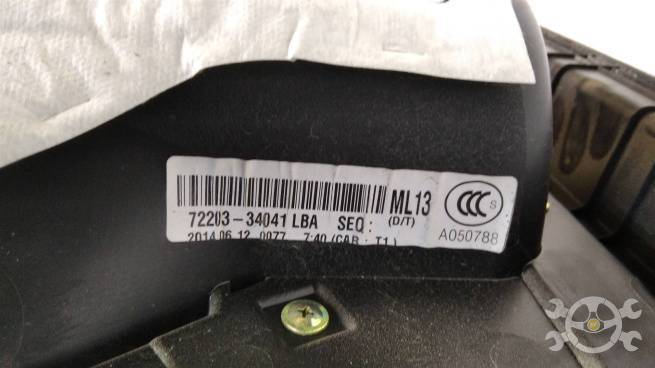 72203-34041 LBA SEQ: ML13
(D/T)
2014.06.12 0077 7:40 (CAB : T1)
CCC S
A050788